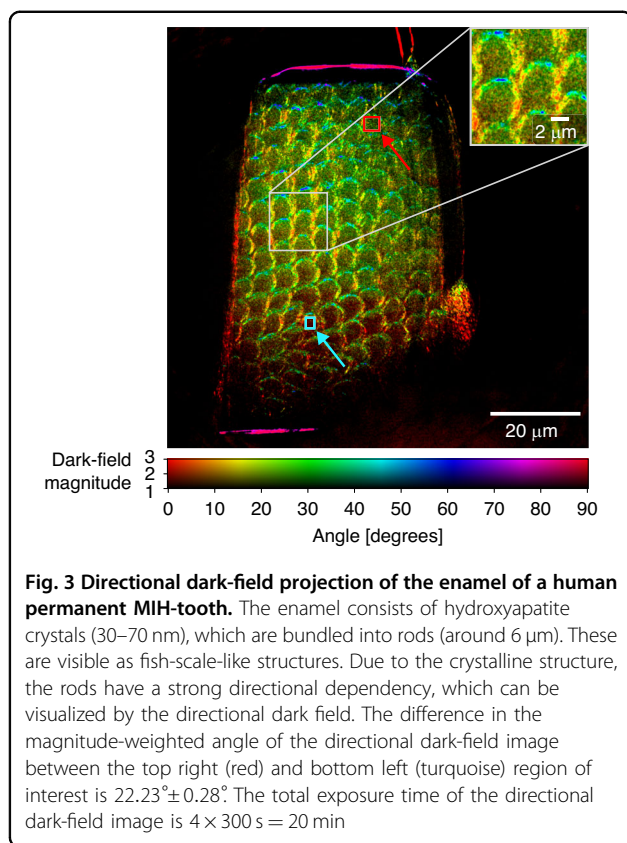 2 μm
20 μm
Dark-field
magnitude
3
2
1
0 10 20 30 40 50 60 70 80 90
Angle [degrees]
Fig. 3 Directional dark-field projection of the enamel of a human
permanent MIH-tooth. The enamel consists of hydroxyapatite
crystals (30–70 nm), which are bundled into rods (around 6 μm). These
are visible as fish-scale-like structures. Due to the crystalline structure,
the rods have a strong directional dependency, which can be
visualized by the directional dark field. The difference in the
magnitude-weighted angle of the directional dark-field image
between the top right (red) and bottom left (turquoise) region of
interest is 22.23°± 0.28°. The total exposure time of the directional
dark-field image is 4 × 300 s = 20 min